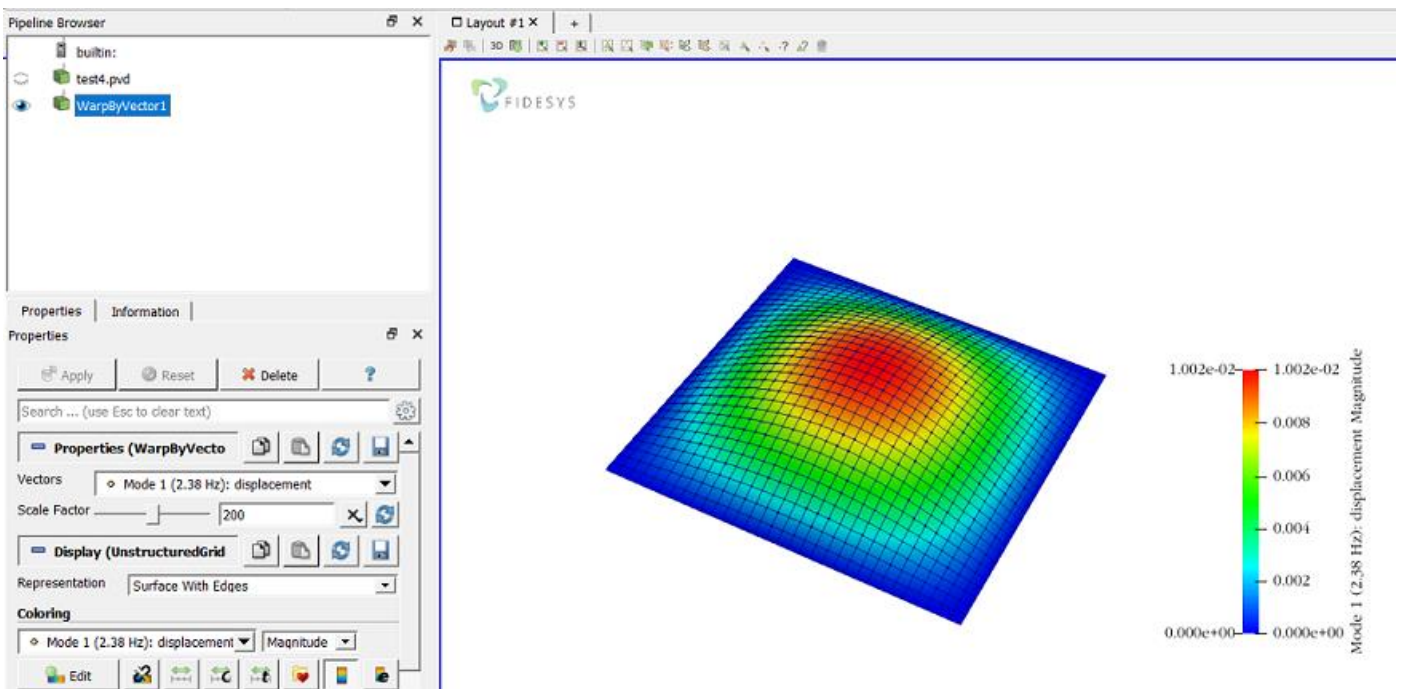 Pipeline Browser
builtin:
test4.pvd
WarpByVector1
Properties
Information
Properties
Apply
Reset
Delete
?
Search ... (use Esc to clear text)
Properties (WarpByVecto
Vectors
Mode 1 (2.38 Hz): displacement
Scale Factor
200
Display (UnstructuredGrid
Representation
Surface With Edges
Coloring
Mode 1 (2.38 Hz): displacement
Magnitude
Edit
Layout #1
+
3D
FIDESYS
1.002e-02
1.002e-02
0.008
0.006
0.004
0.002
0.000e+00
0.000e+00
Mode 1 (2.38 Hz): displacement Magnitude